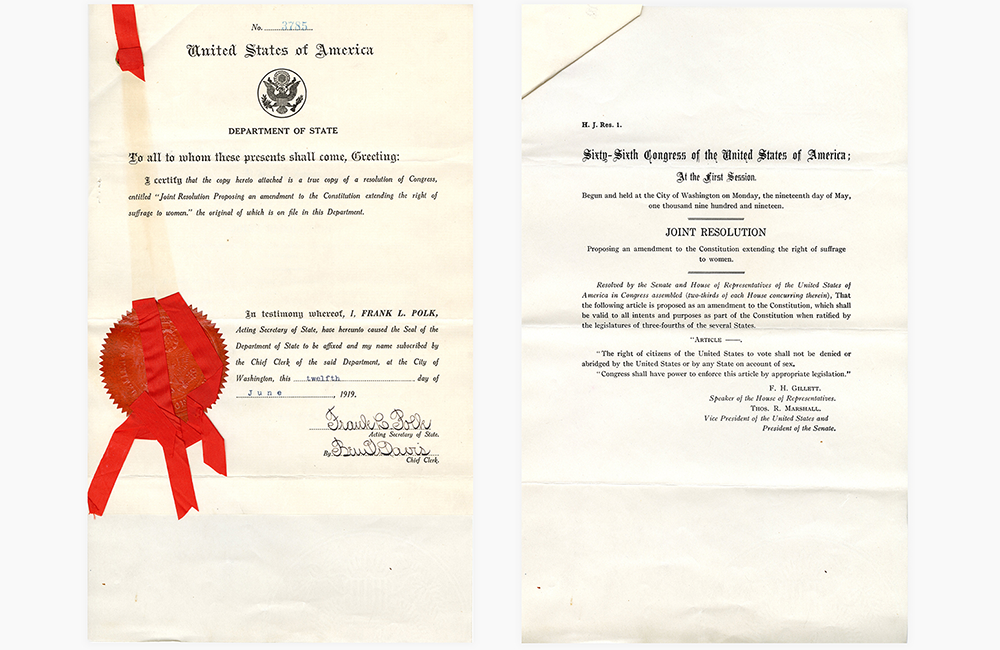 No. 3785
United States of America
DEPARTMENT OF STATE
To all to whom these presents shall come, Greeting:
I certify that the copy hereto attached is a true copy of a resolution of Congress,
entitled "Joint Resolution Proposing an amendment to the Constitution extending the right of
suffrage to women." the original of which is on file in this Department.
In testimony whereof, I, FRANK L. POLK,
Acting Secretary of State, have hereunto caused the Seal of the
Department of State to be affixed and my name subscribed by
the Chief Clerk of the said Department, at the City of
Washington, this twelfth day of
June, 1919.
Frank L Polk
Acting Secretary of State.
By Ben G. Davis
Chief Clerk.
H. J. Res. 1.
Sixty-Sixth Congress of the United States of America;
At the First Session.
Begun and held at the City of Washington on Monday, the nineteenth day of May,
one thousand nine hundred and nineteen.
JOINT RESOLUTION
Proposing an amendment to the Constitution extending the right of suffrage
to women.
Resolved by the Senate and House of Representatives of the United States of
America in Congress assembled (two-thirds of each House concurring therein), That
the following article is proposed as an amendment to the Constitution, which shall
be valid to all intents and purposes as part of the Constitution when ratified by
the legislatures of three-fourths of the several States.
"ARTICLE ——.
"The right of citizens of the United States to vote shall not be denied or
abridged by the United States or by any State on account of sex.
"Congress shall have power to enforce this article by appropriate legislation."
F. H. GILLETT.
Speaker of the House of Representatives.
THOS. R. MARSHALL.
Vice President of the United States and
President of the Senate.